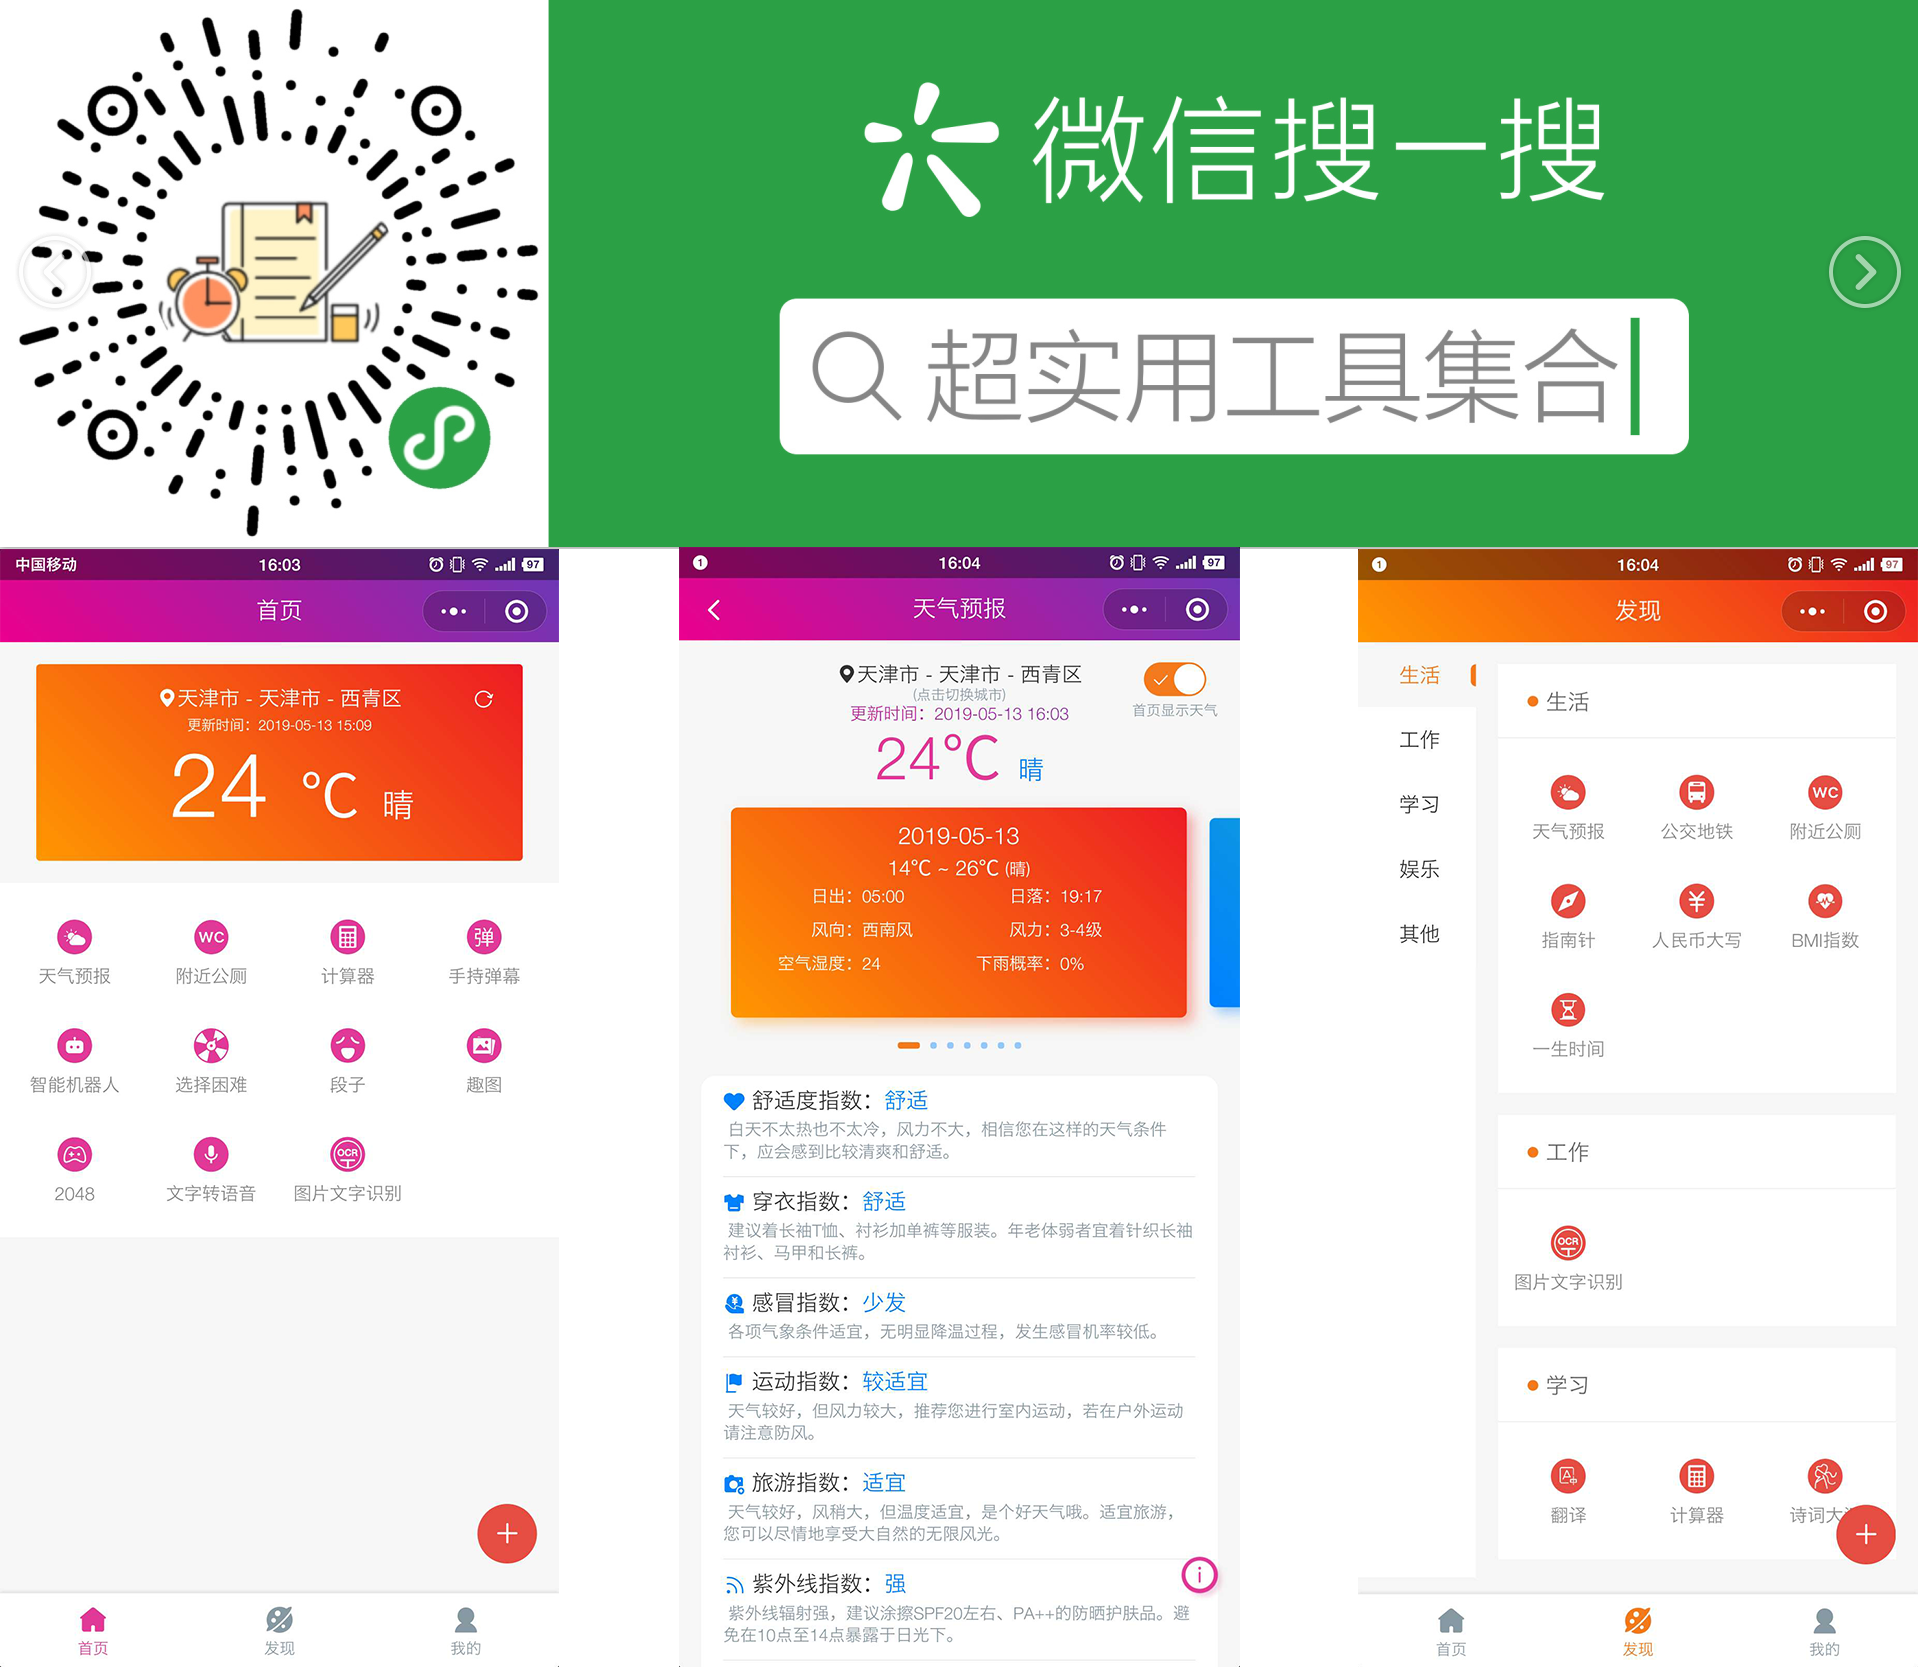 微信搜一搜
超实用工具集合
中国移动
16:03
97
首页
天津市 - 天津市 - 西青区
更新时间：2019-05-13 15:09
24 ℃ 晴
天气预报
WC
附近公厕
计算器
弹
手持弹幕
智能机器人
选择困难
段子
趣图
2048
文字转语音
OCR
图片文字识别
首页
发现
我的
1
16:04
97
天气预报
天津市 - 天津市 - 西青区
(点击切换城市)
更新时间：2019-05-13 16:03
首页显示天气
24℃ 晴
2019-05-13
14℃ ~ 26℃ (晴)
日出：05:00 日落：19:17
风向：西南风 风力：3-4级
空气湿度：24 下雨概率：0%
舒适度指数：舒适
白天不太热也不太冷，风力不大，相信您在这样的天气条件
下，应会感到比较清爽和舒适。
穿衣指数：舒适
建议着长袖T恤、衬衫加单裤等服装。年老体弱者宜着针织长袖
衬衫、马甲和长裤。
感冒指数：少发
各项气象条件适宜，无明显降温过程，发生感冒机率较低。
运动指数：较适宜
天气较好，但风力较大，推荐您进行室内运动，若在户外运动
请注意防风。
旅游指数：适宜
天气较好，风稍大，但温度适宜，是个好天气哦。适宜旅游，
您可以尽情地享受大自然的无限风光。
紫外线指数：强
紫外线辐射强，建议涂擦SPF20左右、PA++的防晒护肤品。避
免在10点至14点暴露于日光下。
1
16:04
97
发现
生活
工作
学习
娱乐
其他
生活
天气预报
公交地铁
WC
附近公厕
指南针
¥
人民币大写
BMI指数
一生时间
工作
OCR
图片文字识别
学习
翻译
计算器
诗词大
首页
发现
我的